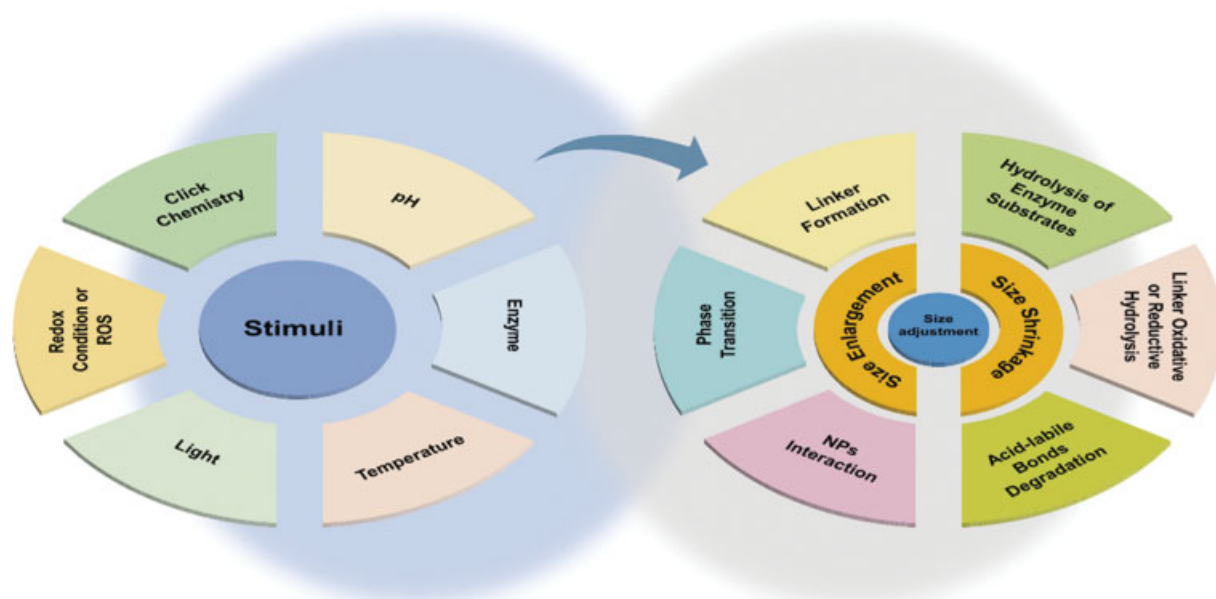 Click
Chemistry
pH
Redox
Condition or
ROS
Stimuli
Enzyme
Light
Temperature
Linker
Formation
Hydrolysis of
Enzyme
Substrates
Phase
Transition
Size Enlargement
Size
adjustment
Size Shrinkage
Linker Oxidative
or Reductive
Hydrolysis
NPs
Interaction
Acid-labile
Bonds
Degradation